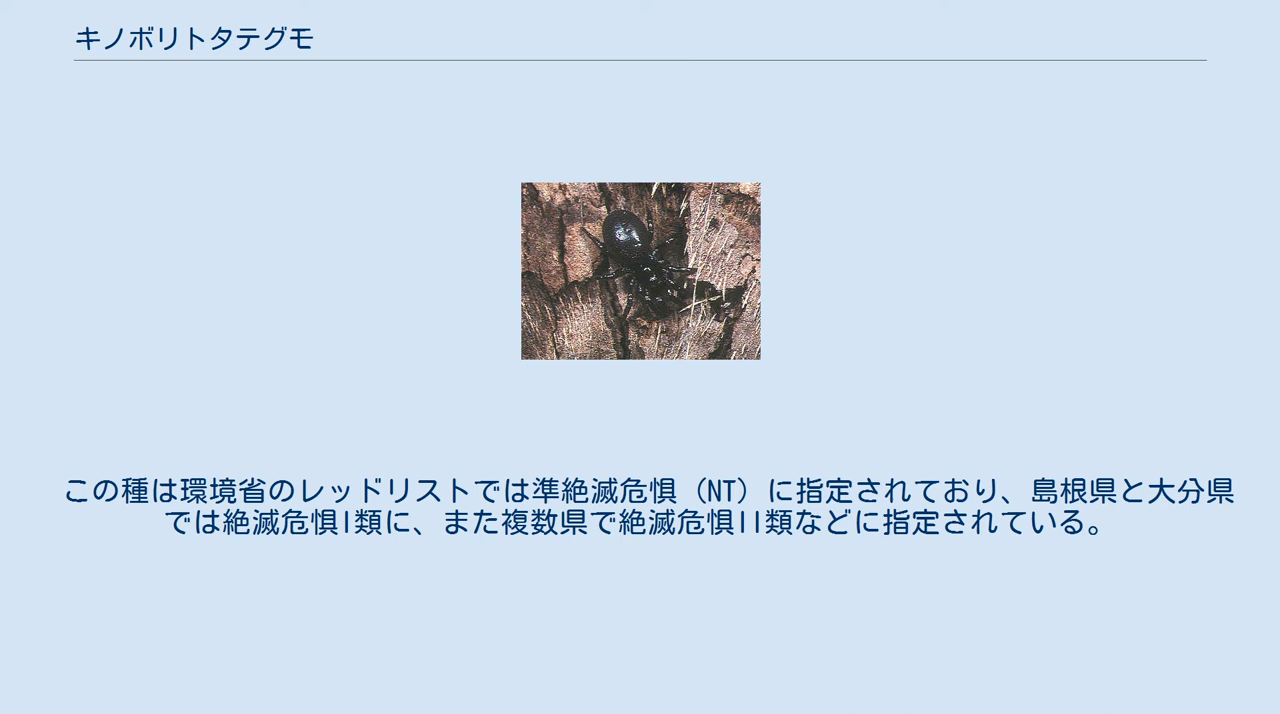 キノボリトタテグモ
この種は環境省のレッドリストでは準絶滅危惧（NT）に指定されており、島根県と大分県
では絶滅危惧I類に、また複数県で絶滅危惧II類などに指定されている。